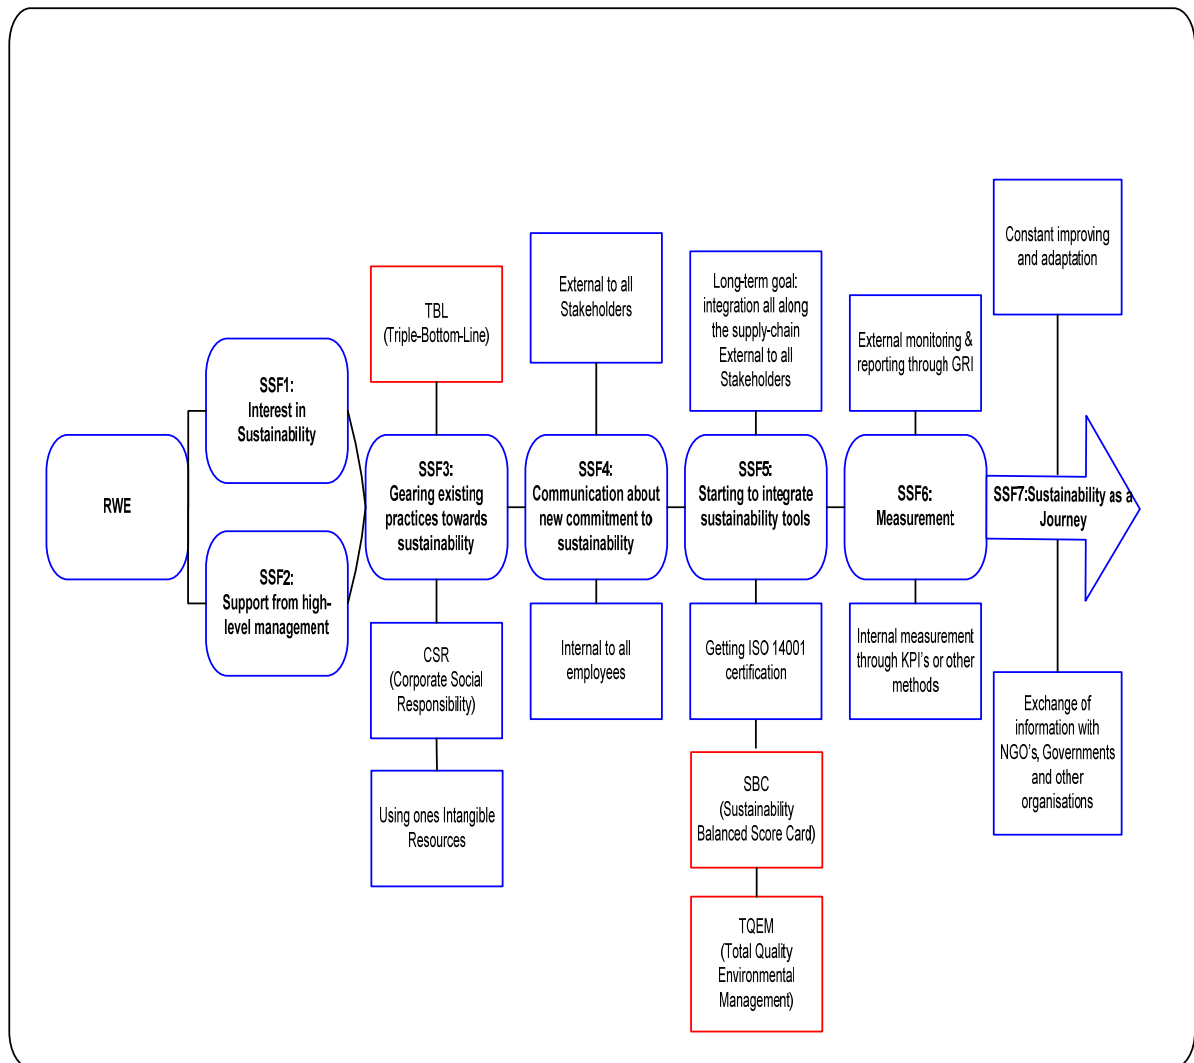 RWE
SSF1:
Interest in
Sustainability
SSF2:
Support from high-
level management
TBL
(Triple-Bottom-Line)
SSF3:
Gearing existing
practices towards
sustainability
CSR
(Corporate Social
Responsibility)
Using ones Intangible
Resources
External to all
Stakeholders
SSF4:
Communication about
new commitment to
sustainability
Internal to all
employees
Long-term goal:
integration all along
the supply-chain
External to all
Stakeholders
SSF5:
Starting to integrate
sustainability tools
Getting ISO 14001
certification
SBC
(Sustainability
Balanced Score Card)
TQEM
(Total Quality
Environmental
Management)
External monitoring &
reporting through GRI
SSF6:
Measurement
Internal measurement
through KPI's or other
methods
Constant improving
and adaptation
SSF7:Sustainability as a
Journey
Exchange of
information with
NGO's, Governments
and other
organisations